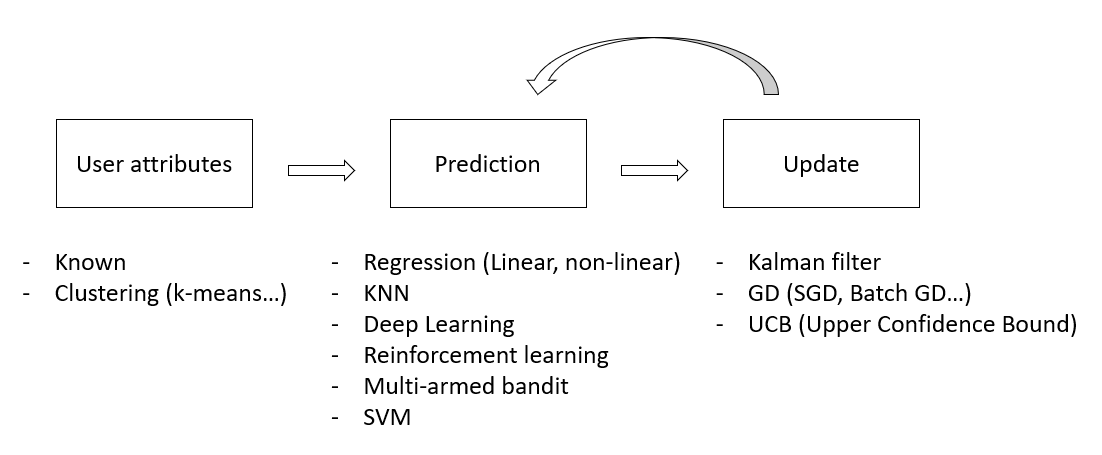 User attributes
Prediction
Update
- Known
- Clustering (k-means…)
- Regression (Linear, non-linear)
- KNN
- Deep Learning
- Reinforcement learning
- Multi-armed bandit
- SVM
- Kalman filter
- GD (SGD, Batch GD…)
- UCB (Upper Confidence Bound)